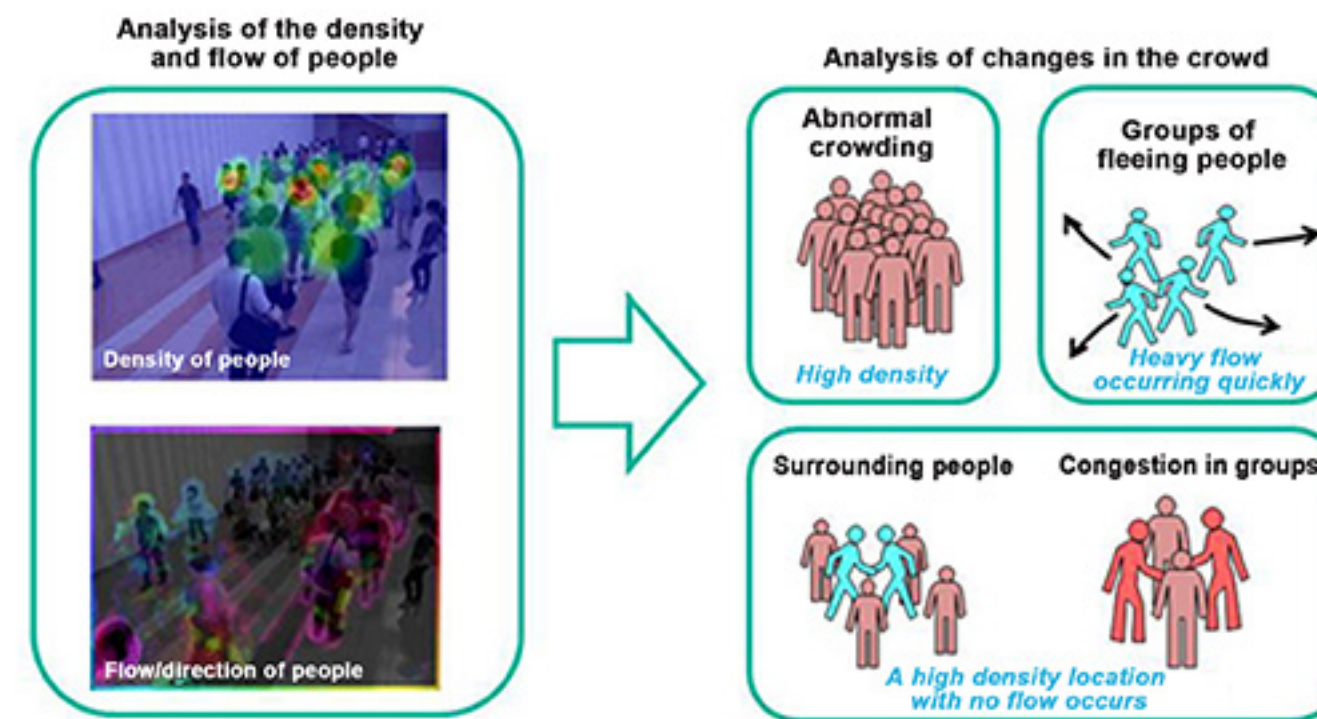 Analysis of the density
and flow of people
Density of people
Flow/direction of people
Analysis of changes in the crowd
Abnormal
crowding
High density
Groups of
fleeing people
Heavy flow
occurring quickly
Surrounding people
Congestion in groups
A high density location
with no flow occurs